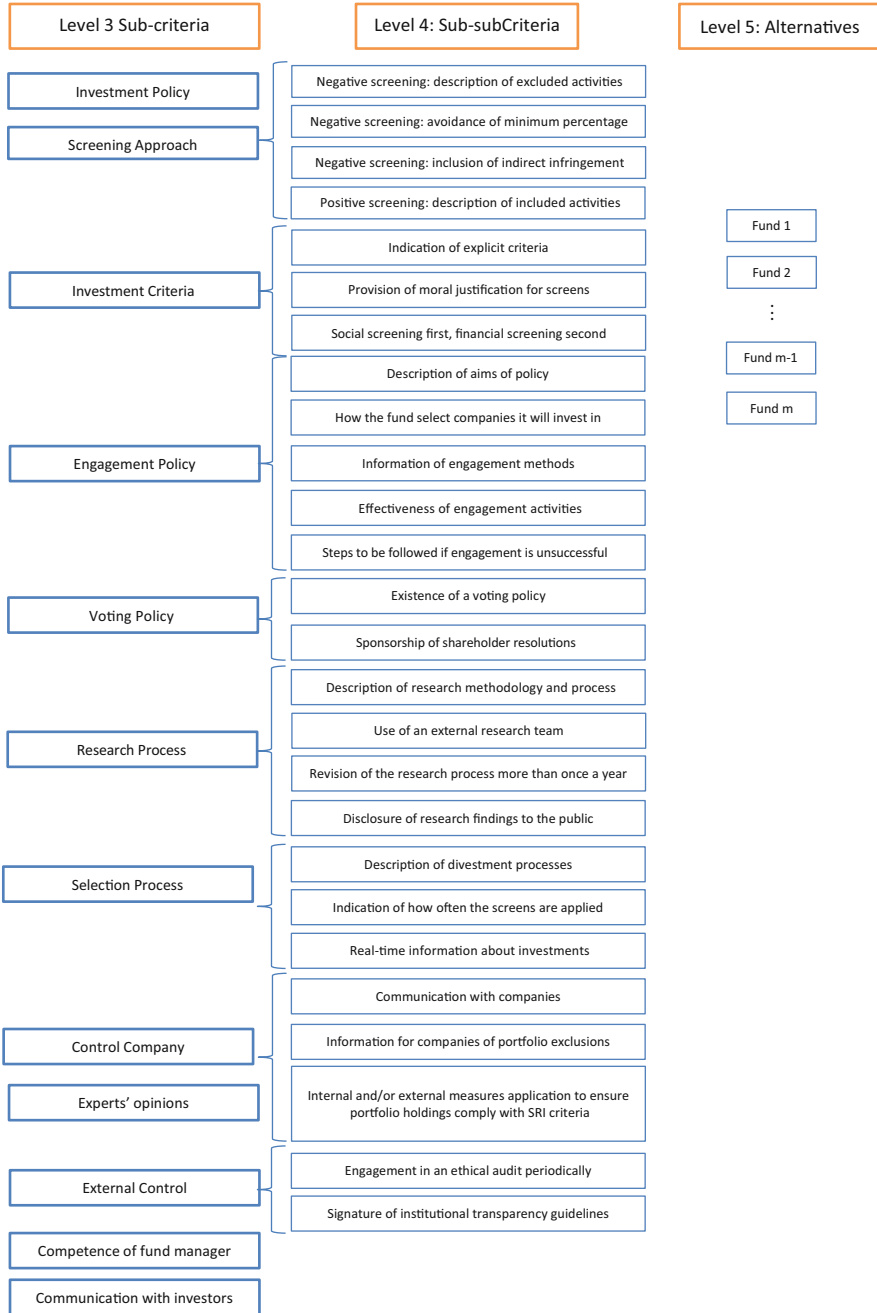 Level 3 Sub-criteria
Level 4: Sub-subCriteria
Level 5: Alternatives
Investment Policy
Screening Approach
Negative screening: description of excluded activities
Negative screening: avoidance of minimum percentage
Negative screening: inclusion of indirect infringement
Positive screening: description of included activities
Investment Criteria
Indication of explicit criteria
Provision of moral justification for screens
Social screening first, financial screening second
Engagement Policy
Description of aims of policy
How the fund select companies it will invest in
Information of engagement methods
Effectiveness of engagement activities
Steps to be followed if engagement is unsuccessful
Voting Policy
Existence of a voting policy
Sponsorship of shareholder resolutions
Research Process
Description of research methodology and process
Use of an external research team
Revision of the research process more than once a year
Disclosure of research findings to the public
Selection Process
Description of divestment processes
Indication of how often the screens are applied
Real-time information about investments
Control Company
Communication with companies
Information for companies of portfolio exclusions
Internal and/or external measures application to ensure
portfolio holdings comply with SRI criteria
Experts' opinions
External Control
Engagement in an ethical audit periodically
Signature of institutional transparency guidelines
Competence of fund manager
Communication with investors
Fund 1
Fund 2
⋮
Fund m-1
Fund m